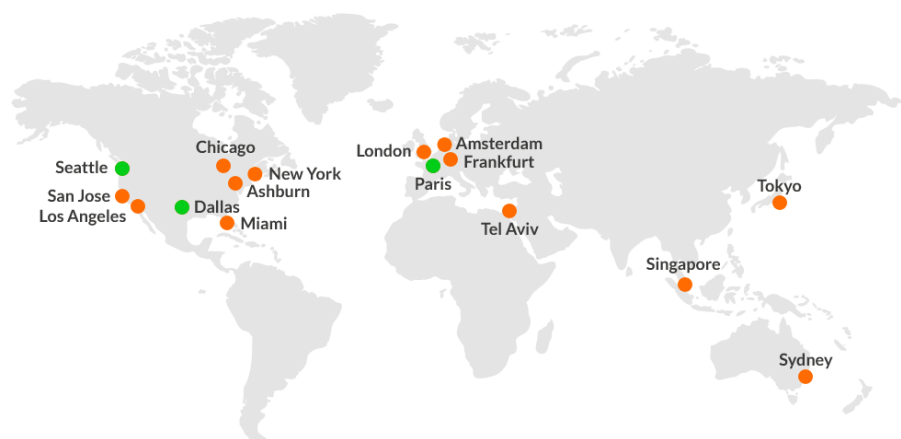 Chicago
Seattle
New York
Ashburn
San Jose
Los Angeles
Dallas
Miami
London
Amsterdam
Frankfurt
Paris
Tel Aviv
Tokyo
Singapore
Sydney